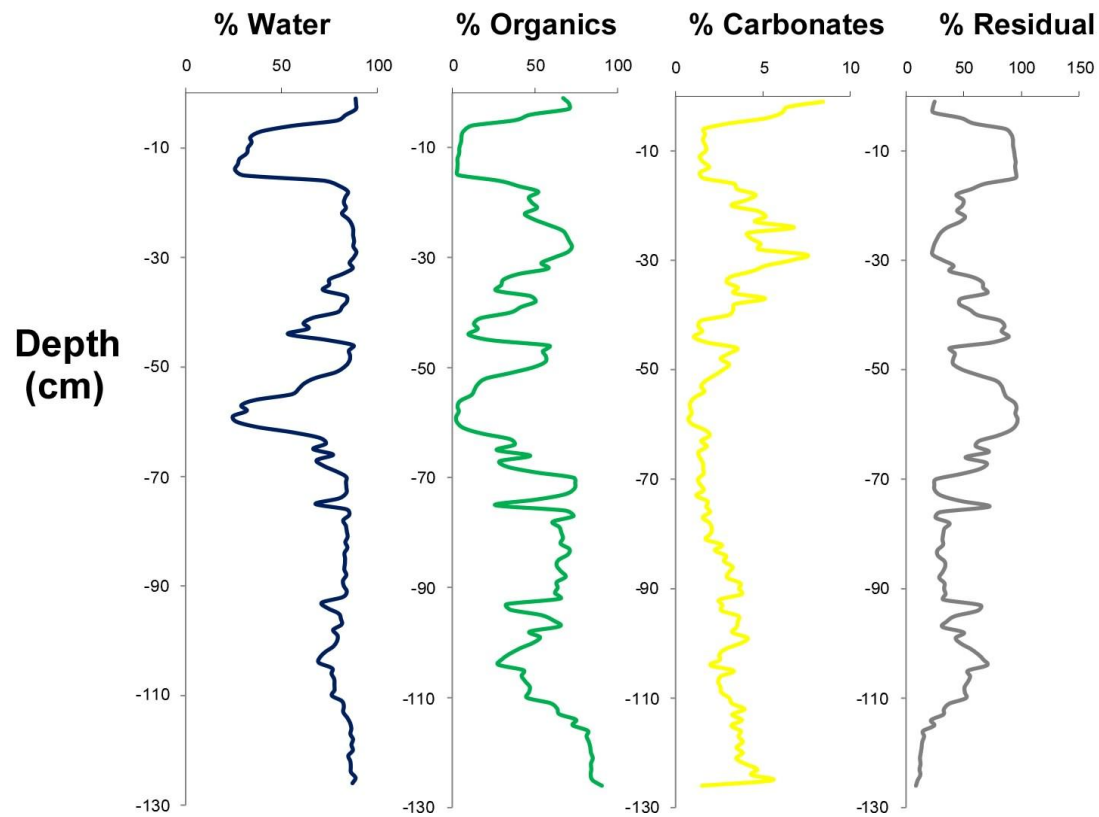 % Water % Organics % Carbonates % Residual
0 50 100 0 50 100 0 5 10 0 50 100 150
-10 -10 -10 -10
-30 -30 -30 -30
Depth
(cm)
-50 -50 -50 -50
-70 -70 -70 -70
-90 -90 -90 -90
-110 -110 -110 -110
-130 -130 -130 -130